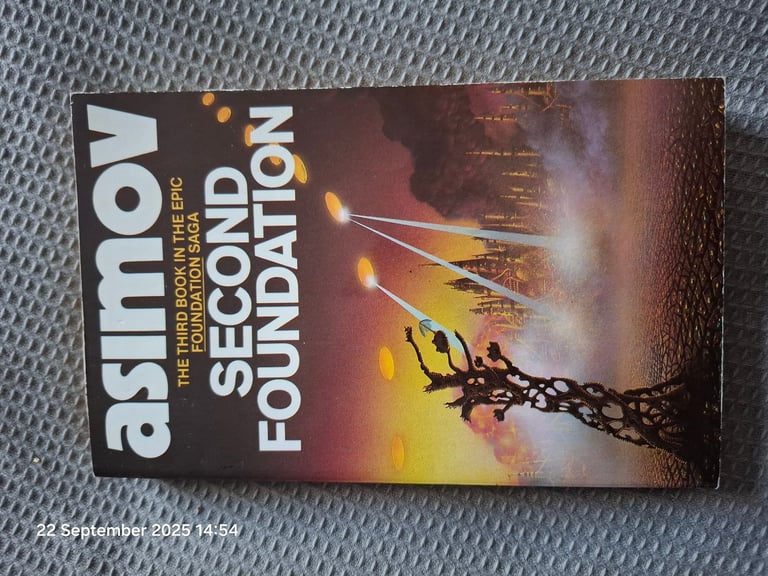 asimov
THE THIRD BOOK IN THE EPIC
FOUNDATION SAGA
SECOND
FOUNDATION
22 September 2025 14:54